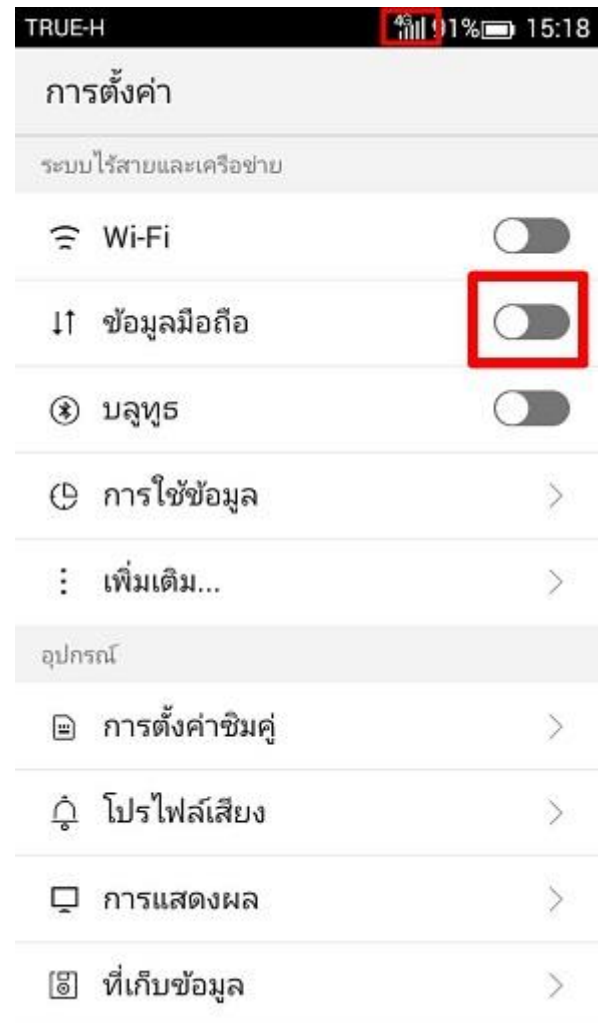 TRUE-H 4G 91% 15:18
การตั้งค่า
ระบบไร้สายและเครือข่าย
Wi-Fi
ข้อมูลมือถือ
บลูทูธ
การใช้ข้อมูล
เพิ่มเติม...
อุปกรณ์
การตั้งค่าซิมคู่
โปรไฟล์เสียง
การแสดงผล
ที่เก็บข้อมูล